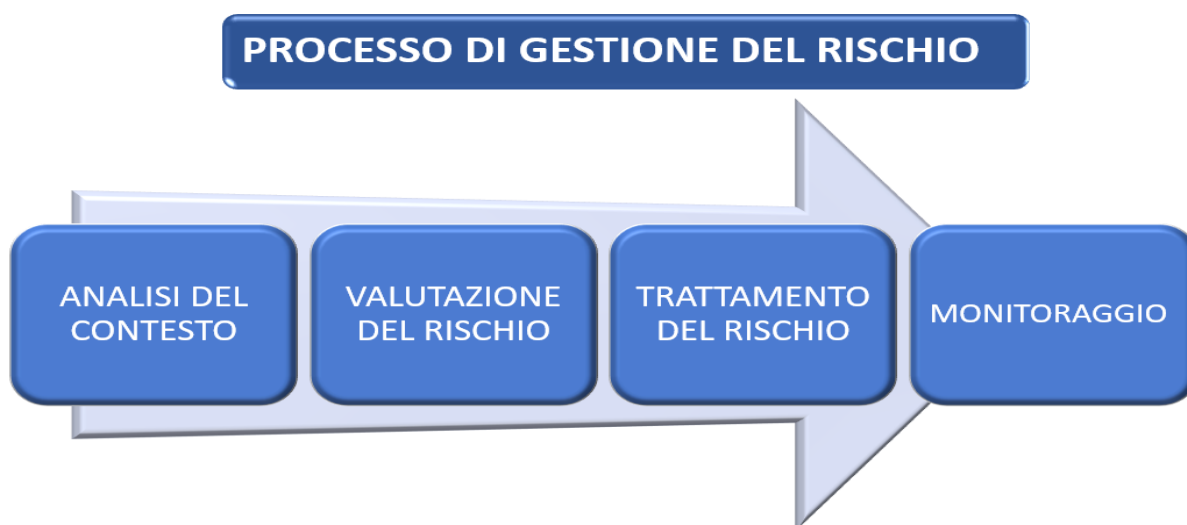 PROCESSO DI GESTIONE DEL RISCHIO
ANALISI DEL
CONTESTO
VALUTAZIONE
DEL RISCHIO
TRATTAMENTO
DEL RISCHIO
MONITORAGGIO